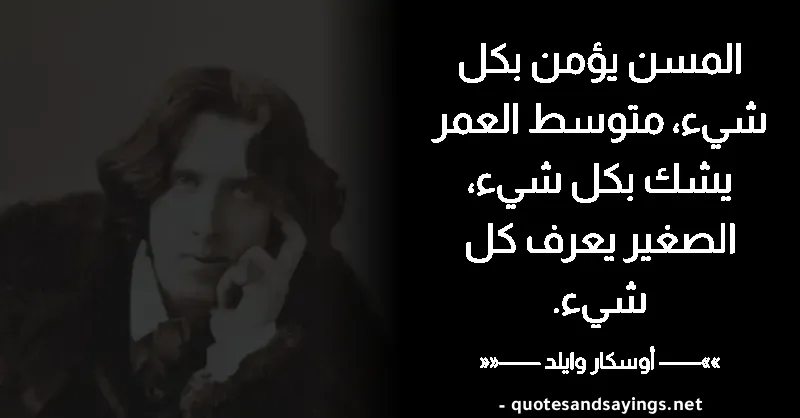 المسن يؤمن بكل
شيء، متوسط العمر
يشك بكل شيء،
الصغير يعرف كل
شيء.
»»—— أوسكار وايلد ——««
- quotesandsayings.net